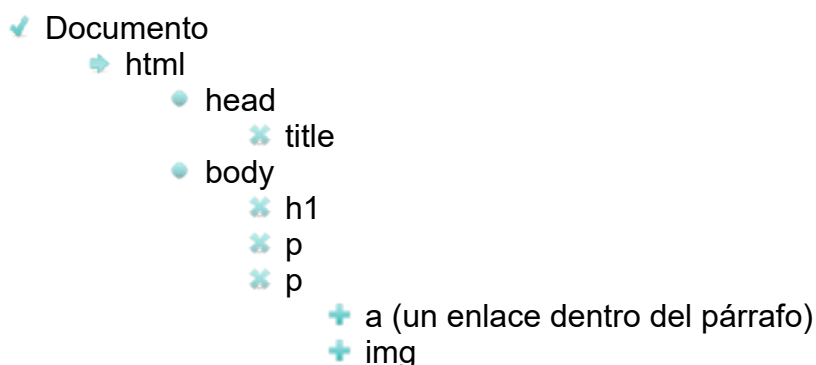 Documento
html
head
title
body
h1
p
p
a (un enlace dentro del párrafo)
img